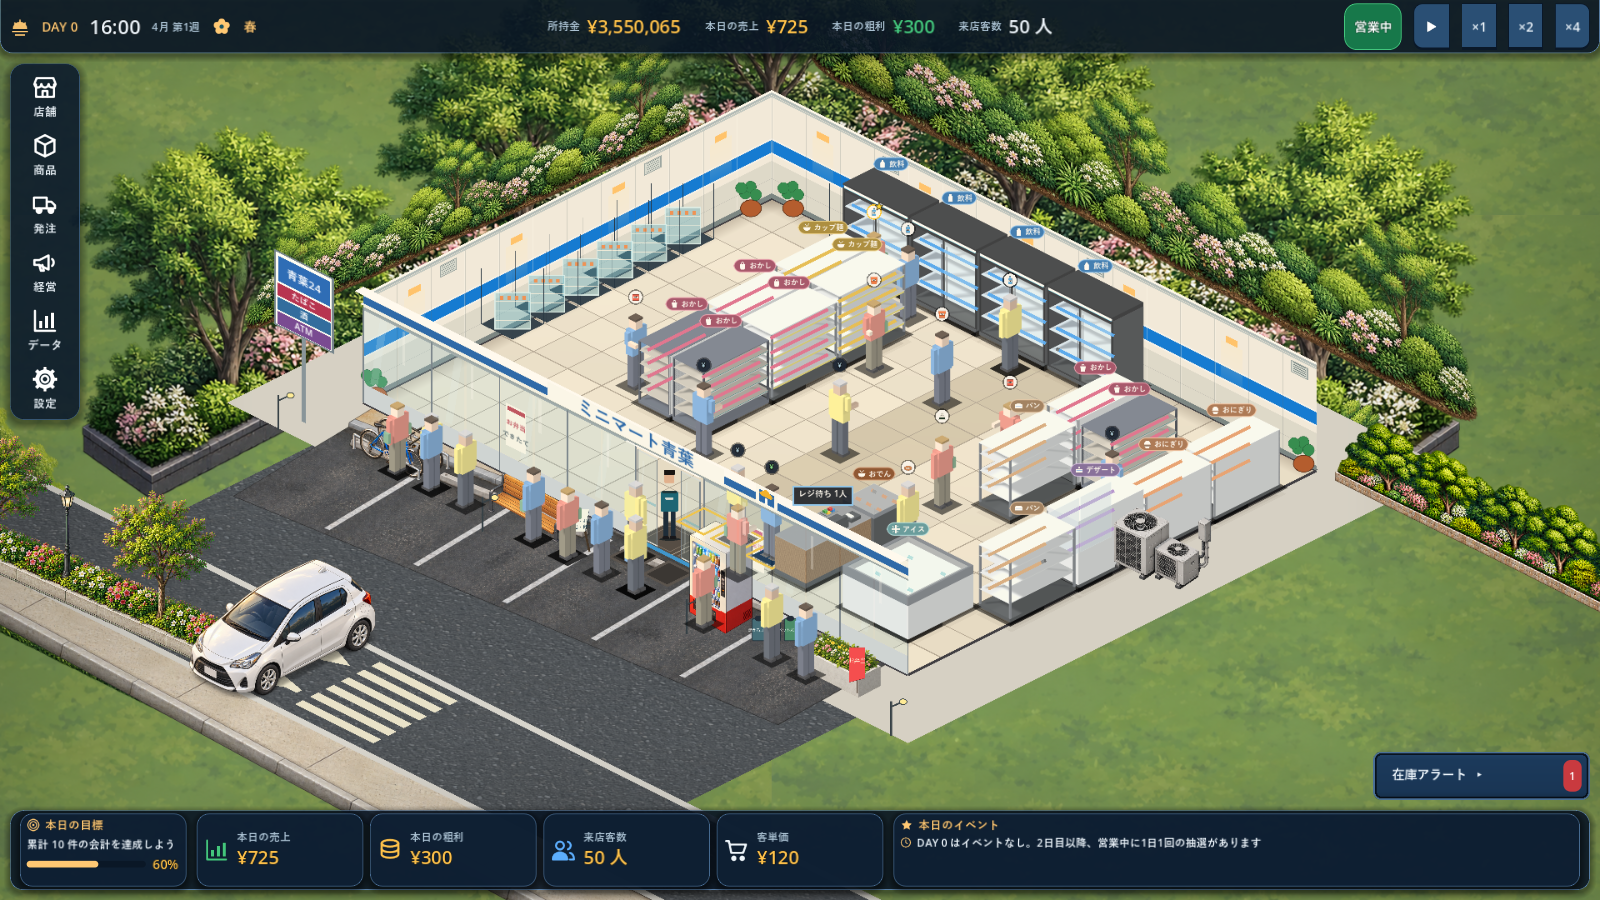 DAY 0 16:00 4月 第1週 春
所持金 ¥3,550,065 本日の売上 ¥725 本日の粗利 ¥300 来店客数 50 人
営業中 ▶ ×1 ×2 ×4
店舗
商品
発注
経営
データ
設定
飲料
飲料
飲料
飲料
カップ麺
カップ麺
おかし
おかし
おかし
おかし
おかし
おかし
パン
おにぎり
おにぎり
デザート
おでん
パン
アイス
レジ待ち 1人
青葉24
たばこ
酒
ATM
お弁当
できたて
ミニマート青葉
在庫アラート ▸ 1
本日の目標
累計 10 件の会計を達成しよう
60%
本日の売上
¥725
本日の粗利
¥300
来店客数
50 人
客単価
¥120
本日のイベント
DAY 0 はイベントなし。2日目以降、営業中に1日1回の抽選があります